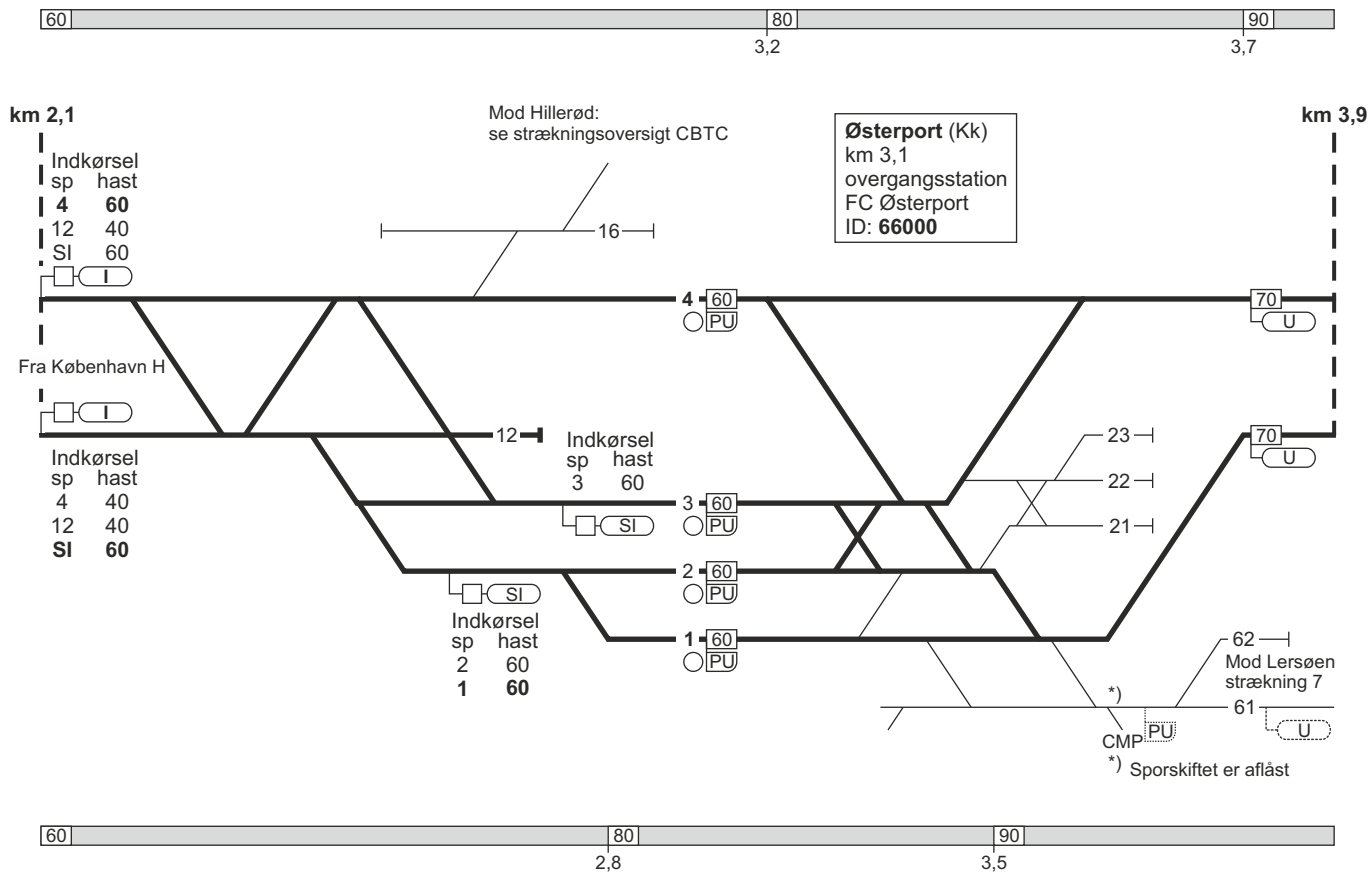 60 80 90
3,2 3,7
km 2,1
km 3,9
Mod Hillerød:
se strækningsoversigt CBTC
Østerport (Kk)
km 3,1
overgangsstation
FC Østerport
ID: 66000
Indkørsel
sp hast
4 60
12 40
SI 60
I
16
4 60
PU
70
U
Fra København H
I
12
Indkørsel
sp hast
3 60
23
70
U
Indkørsel
sp hast
4 40
12 40
SI 60
22
3 60
SI
PU
21
2 60
SI
PU
Indkørsel
sp hast
2 60
1 60
1 60
PU
62
Mod Lersøen
strækning 7
*)
61
CMP
PU
U
*) Sporskiftet er aflåst
60 80 90
2,8 3,5